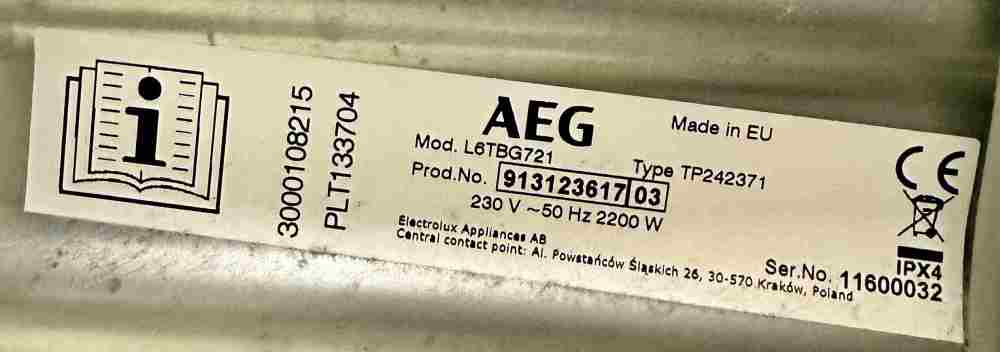 3000108215
PLT133704
AEG
Made in EU
Mod. L6TBG721
Type TP242371
Prod.No. 913123617 03
230 V ~50 Hz 2200 W
Electrolux Appliances AB
Central contact point: Al. Powstańców Śląskich 26, 30-570 Kraków, Poland
CE
IPX4
Ser.No. 11600032